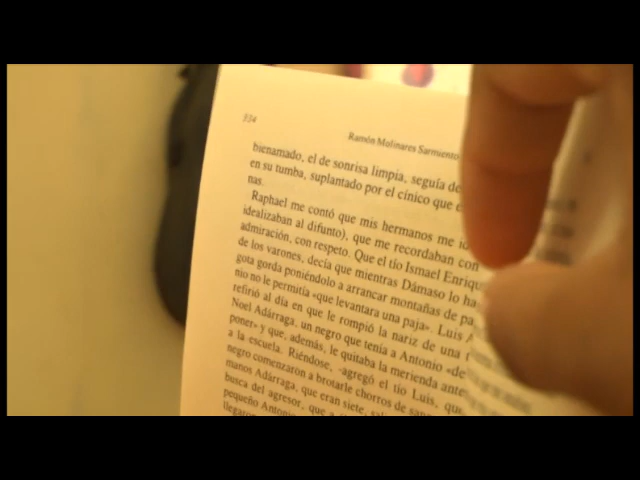 334
Ramón Molinares Sarmiento
bienamado, el de sonrisa limpia, seguía de
en su tumba, suplantado por el cínico que e
nas.
Raphael me contó que mis hermanos me id
idealizaban al difunto), que me recordaban con
admiración, con respeto. Que el tío Ismael Enriqu
de los varones, decía que mientras Dámaso lo ha
gota gorda poniéndolo a arrancar montañas de pa
nio no le permitía «que levantara una paja». Luis A
refirió al día en que le rompió la nariz de una t
Noel Adárraga, un negro que tenía a Antonio «de
poner» y que, además, le quitaba la merienda ante
a la escuela. Riéndose, -agregó el tío Luis, que
negro comenzaron a brotarle chorros de sang
manos Adárraga, que eran siete, sal
busca del agresor, que a
pequeño Antonio
llegaron